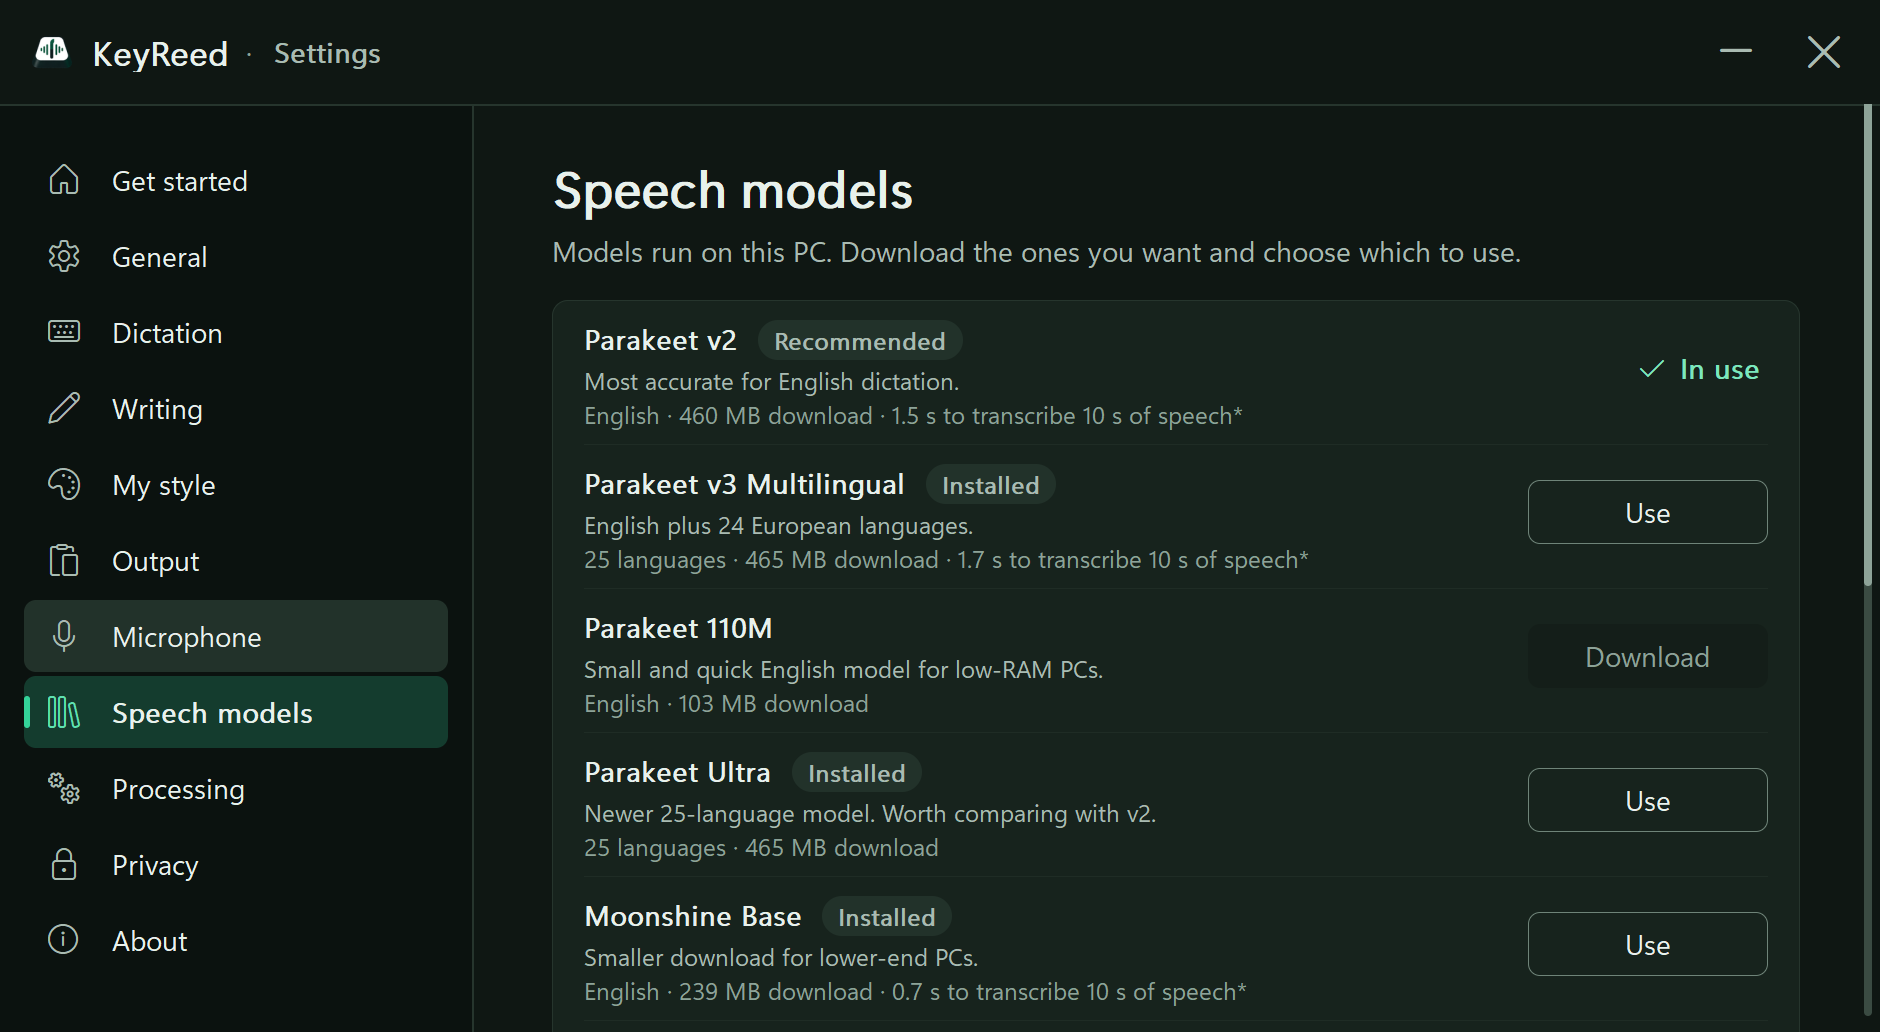 KeyReed · Settings
Get started
General
Dictation
Writing
My style
Output
Microphone
Speech models
Processing
Privacy
About
Speech models
Models run on this PC. Download the ones you want and choose which to use.
Parakeet v2 Recommended
Most accurate for English dictation.
English · 460 MB download · 1.5 s to transcribe 10 s of speech*
In use
Parakeet v3 Multilingual Installed
English plus 24 European languages.
25 languages · 465 MB download · 1.7 s to transcribe 10 s of speech*
Use
Parakeet 110M
Small and quick English model for low-RAM PCs.
English · 103 MB download
Download
Parakeet Ultra Installed
Newer 25-language model. Worth comparing with v2.
25 languages · 465 MB download
Use
Moonshine Base Installed
Smaller download for lower-end PCs.
English · 239 MB download · 0.7 s to transcribe 10 s of speech*
Use